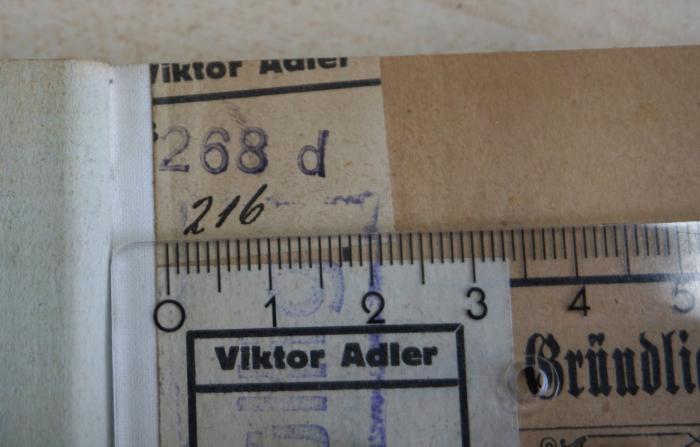 Viktor Adler
268 d
216
0 1 2 3 4 5
Viktor Adler
Gründli